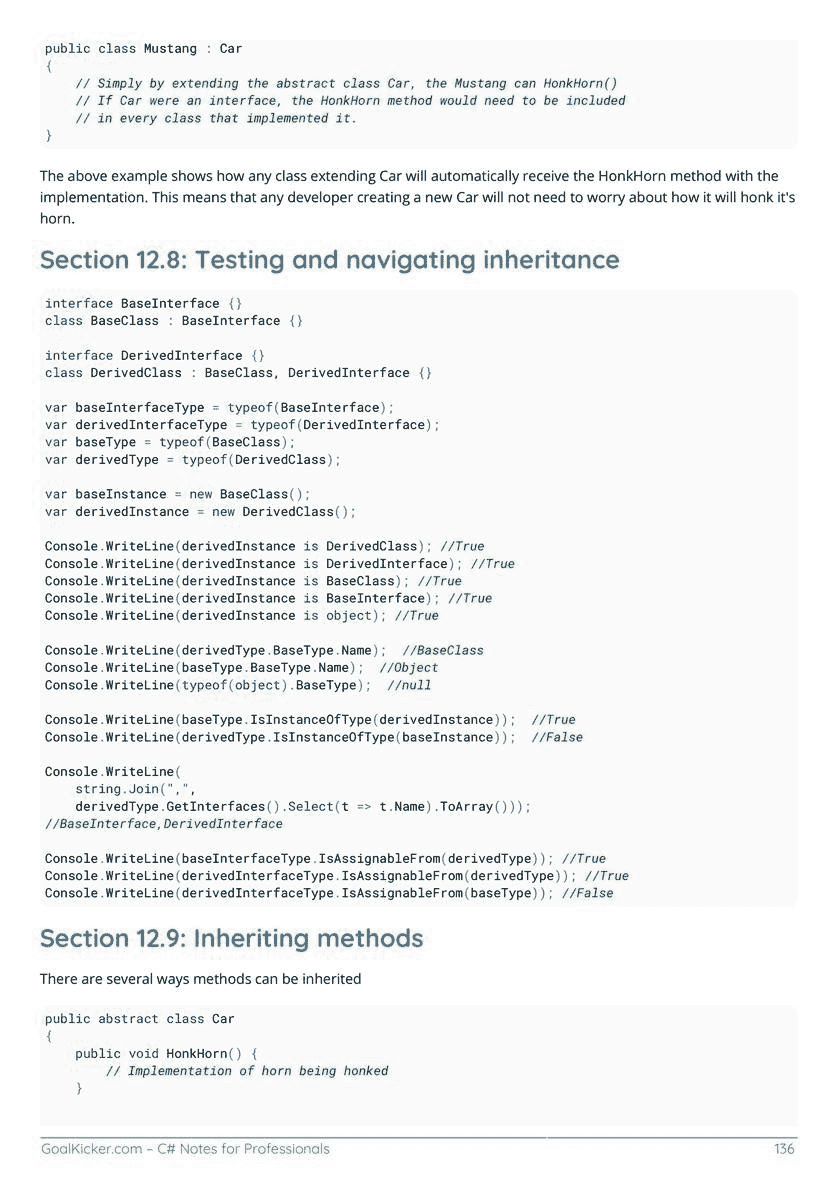 public class Mustang : Car
{
    // Simply by extending the abstract class Car, the Mustang can HonkHorn()
    // If Car were an interface, the HonkHorn method would need to be included
    // in every class that implemented it.
}
The above example shows how any class extending Car will automatically receive the HonkHorn method with the
implementation. This means that any developer creating a new Car will not need to worry about how it will honk it's
horn.
Section 12.8: Testing and navigating inheritance
interface BaseInterface {}
class BaseClass : BaseInterface {}
interface DerivedInterface {}
class DerivedClass : BaseClass, DerivedInterface {}
var baseInterfaceType = typeof(BaseInterface);
var derivedInterfaceType = typeof(DerivedInterface);
var baseType = typeof(BaseClass);
var derivedType = typeof(DerivedClass);
var baseInstance = new BaseClass();
var derivedInstance = new DerivedClass();
Console.WriteLine(derivedInstance is DerivedClass); //True
Console.WriteLine(derivedInstance is DerivedInterface); //True
Console.WriteLine(derivedInstance is BaseClass); //True
Console.WriteLine(derivedInstance is BaseInterface); //True
Console.WriteLine(derivedInstance is object); //True
Console.WriteLine(derivedType.BaseType.Name);  //BaseClass
Console.WriteLine(baseType.BaseType.Name);  //Object
Console.WriteLine(typeof(object).BaseType);  //null
Console.WriteLine(baseType.IsInstanceOfType(derivedInstance));  //True
Console.WriteLine(derivedType.IsInstanceOfType(baseInstance));  //False
Console.WriteLine(
    string.Join(",",
    derivedType.GetInterfaces().Select(t => t.Name).ToArray()));
//BaseInterface,DerivedInterface
Console.WriteLine(baseInterfaceType.IsAssignableFrom(derivedType)); //True
Console.WriteLine(derivedInterfaceType.IsAssignableFrom(derivedType)); //True
Console.WriteLine(derivedInterfaceType.IsAssignableFrom(baseType)); //False
Section 12.9: Inheriting methods
There are several ways methods can be inherited
public abstract class Car
{
    public void HonkHorn() {
        // Implementation of horn being honked
    }
GoalKicker.com – C# Notes for Professionals
136